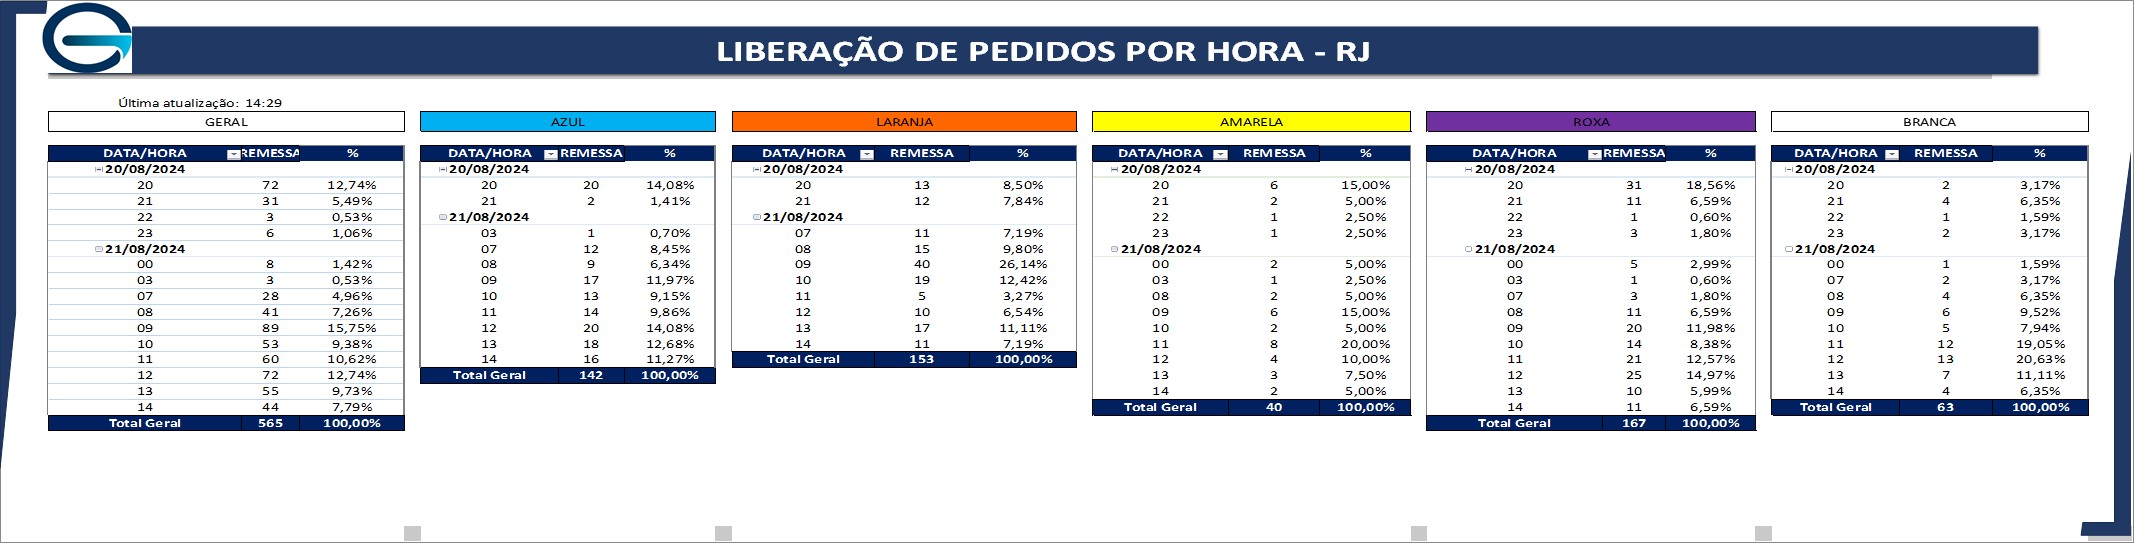 LIBERAÇÃO DE PEDIDOS POR HORA - RJ
Última atualização: 14:29
GERAL
DATA/HORA REMESSA %
20/08/2024
20 72 12,74%
21 31 5,49%
22 3 0,53%
23 6 1,06%
21/08/2024
00 8 1,42%
03 3 0,53%
07 28 4,96%
08 41 7,26%
09 89 15,75%
10 53 9,38%
11 60 10,62%
12 72 12,74%
13 55 9,73%
14 44 7,79%
Total Geral 565 100,00%
AZUL
DATA/HORA REMESSA %
20/08/2024
20 20 14,08%
21 2 1,41%
21/08/2024
03 1 0,70%
07 12 8,45%
08 9 6,34%
09 17 11,97%
10 13 9,15%
11 14 9,86%
12 20 14,08%
13 18 12,68%
14 16 11,27%
Total Geral 142 100,00%
LARANJA
DATA/HORA REMESSA %
20/08/2024
20 13 8,50%
21 12 7,84%
21/08/2024
07 11 7,19%
08 15 9,80%
09 40 26,14%
10 19 12,42%
11 5 3,27%
12 10 6,54%
13 17 11,11%
14 11 7,19%
Total Geral 153 100,00%
AMARELA
DATA/HORA REMESSA %
20/08/2024
20 6 15,00%
21 2 5,00%
22 1 2,50%
23 1 2,50%
21/08/2024
00 2 5,00%
03 1 2,50%
08 2 5,00%
09 6 15,00%
10 2 5,00%
11 8 20,00%
12 4 10,00%
13 3 7,50%
14 2 5,00%
Total Geral 40 100,00%
ROXA
DATA/HORA REMESSA %
20/08/2024
20 31 18,56%
21 11 6,59%
22 1 0,60%
23 3 1,80%
21/08/2024
00 5 2,99%
03 1 0,60%
07 3 1,80%
08 11 6,59%
09 20 11,98%
10 14 8,38%
11 21 12,57%
12 25 14,97%
13 10 5,99%
14 11 6,59%
Total Geral 167 100,00%
BRANCA
DATA/HORA REMESSA %
20/08/2024
20 2 3,17%
21 4 6,35%
22 1 1,59%
23 2 3,17%
21/08/2024
00 1 1,59%
07 2 3,17%
08 4 6,35%
09 6 9,52%
10 5 7,94%
11 12 19,05%
12 13 20,63%
13 7 11,11%
14 4 6,35%
Total Geral 63 100,00%